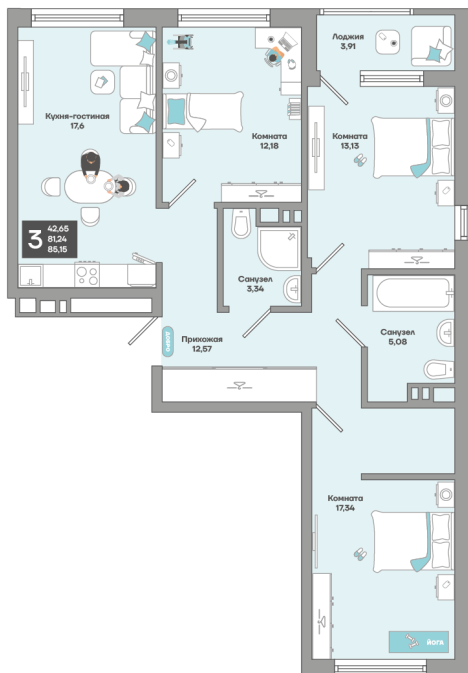 Лоджия
3,91
Кухня-гостиная
17,6
Комната
12,18
Комната
13,13
3
42,65
81,24
85,15
Санузел
3,34
Санузел
5,08
Прихожая
12,57
ДОБРО
Комната
17,34
йога